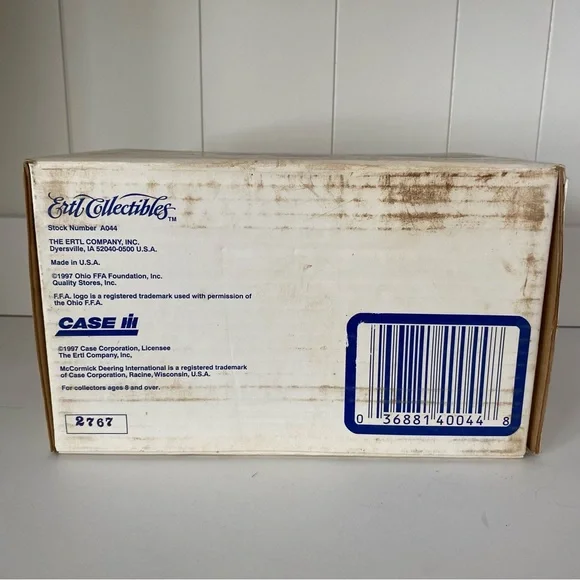 Ertl Collectibles™
Stock Number A044
THE ERTL COMPANY, INC.
Dyersville, IA 52040-0500 U.S.A.
Made in U.S.A.
©1997 Ohio FFA Foundation, Inc.
Quality Stores, Inc.
F.F.A. logo is a registered trademark used with permission of
the Ohio F.F.A.
CASE IH
©1997 Case Corporation, Licensee
The Ertl Company, Inc,
McCormick Deering International is a registered trademark
of Case Corporation, Racine, Wisconsin, U.S.A.
For collectors ages 8 and over.
2767
0 36881 40044 8